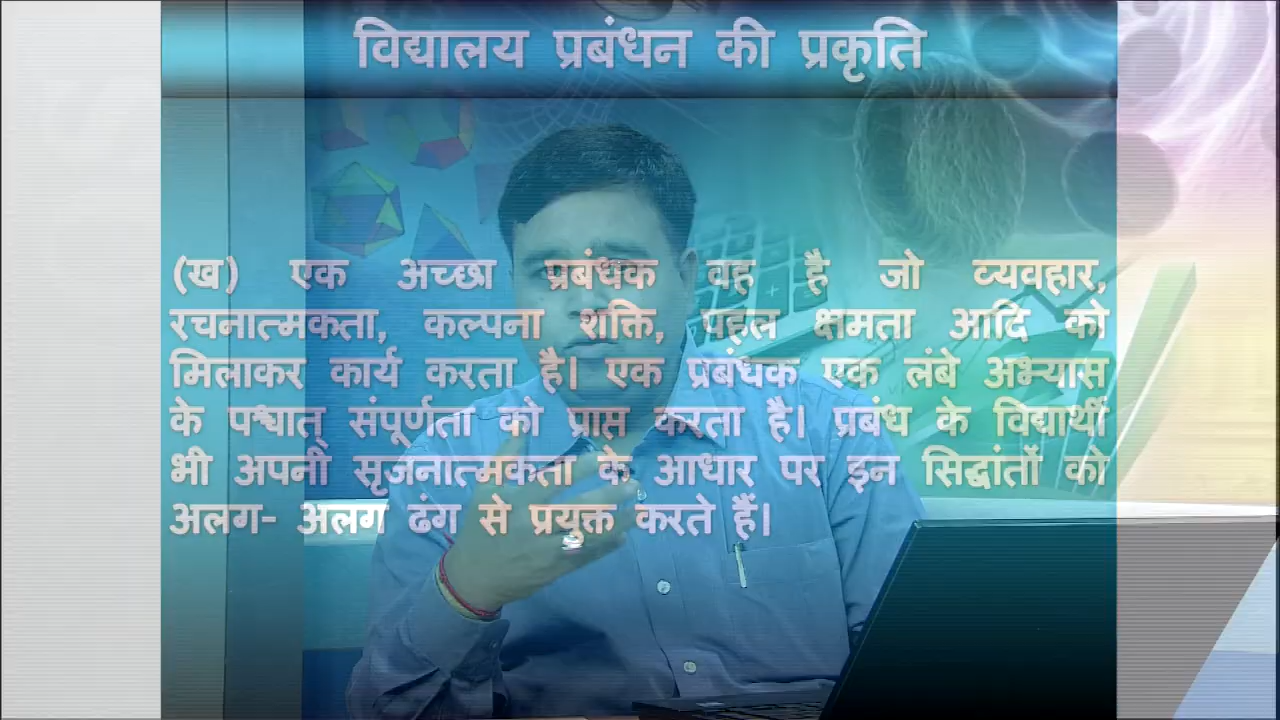 विद्यालय प्रबंधन की प्रकृति
(ख) एक अच्छा प्रबंधक वह है जो व्यवहार,
रचनात्मकता, कल्पना शक्ति, पहल क्षमता आदि को
मिलाकर कार्य करता है। एक प्रबंधक एक लंबे अभ्यास
के पश्चात् संपूर्णता को प्राप्त करता है। प्रबंध के विद्यार्थी
भी अपनी सृजनात्मकता के आधार पर इन सिद्धांतों को
अलग- अलग ढंग से प्रयुक्त करते हैं।